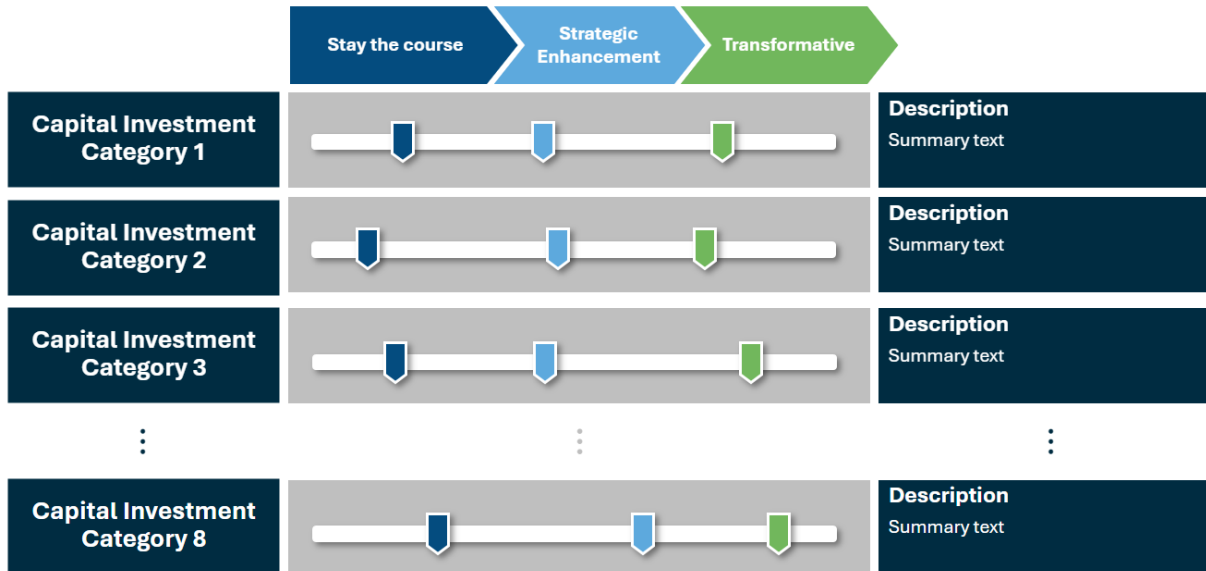 Stay the course
Strategic
Enhancement
Transformative
Capital Investment
Category 1
Description
Summary text
Capital Investment
Category 2
Description
Summary text
Capital Investment
Category 3
Description
Summary text
Capital Investment
Category 8
Description
Summary text